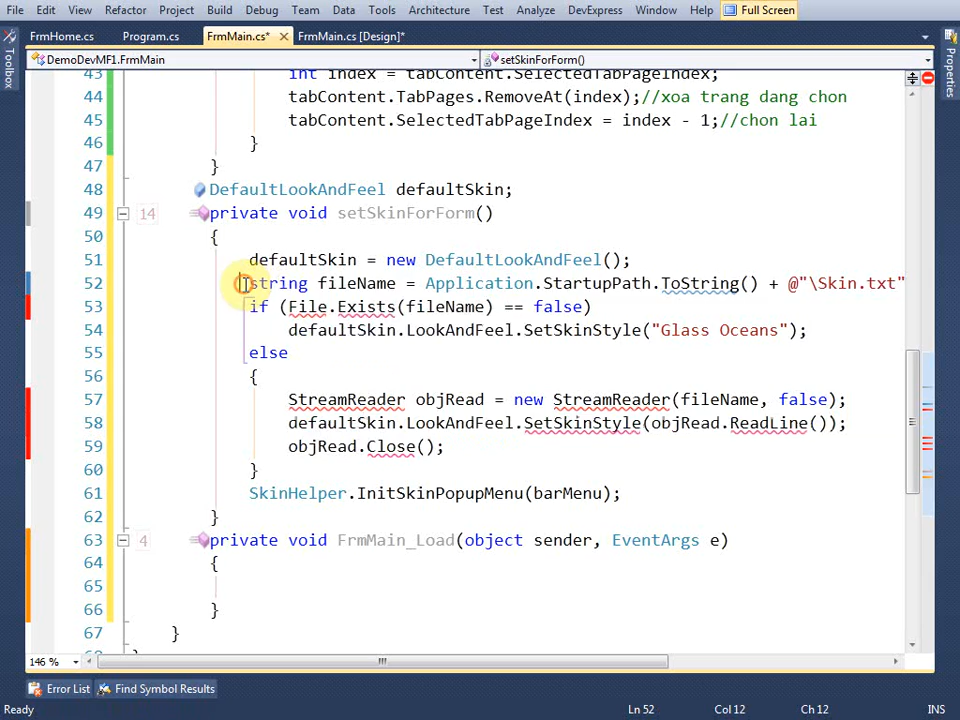 File Edit View Refactor Project Build Debug Team Data Tools Architecture Test Analyze DevExpress Window Help Full Screen
FrmHome.cs Program.cs FrmMain.cs* FrmMain.cs [Design]*
Toolbox
Properties
DemoDevMF1.FrmMain setSkinForForm()
43 int index = tabContent.SelectedTabPageIndex;
44 tabContent.TabPages.RemoveAt(index);//xoa trang dang chon
45 tabContent.SelectedTabPageIndex = index - 1;//chon lai
46 }
47 }
48 DefaultLookAndFeel defaultSkin;
49 14 private void setSkinForForm()
50 {
51 defaultSkin = new DefaultLookAndFeel();
52 string fileName = Application.StartupPath.ToString() + @"\Skin.txt"
53 if (File.Exists(fileName) == false)
54 defaultSkin.LookAndFeel.SetSkinStyle("Glass Oceans");
55 else
56 {
57 StreamReader objRead = new StreamReader(fileName, false);
58 defaultSkin.LookAndFeel.SetSkinStyle(objRead.ReadLine());
59 objRead.Close();
60 }
61 SkinHelper.InitSkinPopupMenu(barMenu);
62 }
63 4 private void FrmMain_Load(object sender, EventArgs e)
64 {
65
66 }
67 }
146 %
Error List Find Symbol Results
Ready Ln 52 Col 12 Ch 12 INS